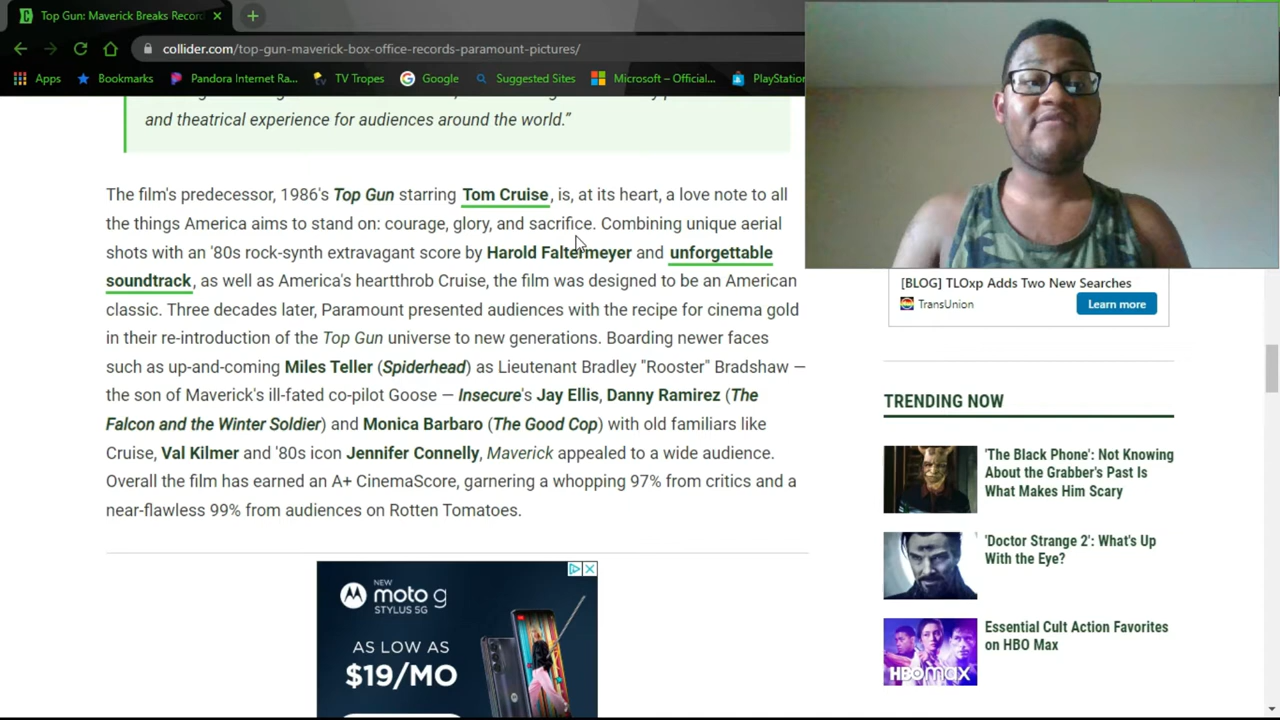 Top Gun: Maverick Breaks Record
collider.com/top-gun-maverick-box-office-records-paramount-pictures/
Apps
Bookmarks
Pandora Internet Ra...
TV Tropes
Google
Suggested Sites
Microsoft – Official...
PlayStation
and theatrical experience for audiences around the world.”
The film's predecessor, 1986's Top Gun starring Tom Cruise, is, at its heart, a love note to all
the things America aims to stand on: courage, glory, and sacrifice. Combining unique aerial
shots with an '80s rock-synth extravagant score by Harold Faltermeyer and unforgettable
soundtrack, as well as America's heartthrob Cruise, the film was designed to be an American
classic. Three decades later, Paramount presented audiences with the recipe for cinema gold
in their re-introduction of the Top Gun universe to new generations. Boarding newer faces
such as up-and-coming Miles Teller (Spiderhead) as Lieutenant Bradley "Rooster" Bradshaw —
the son of Maverick's ill-fated co-pilot Goose — Insecure's Jay Ellis, Danny Ramirez (The
Falcon and the Winter Soldier) and Monica Barbaro (The Good Cop) with old familiars like
Cruise, Val Kilmer and '80s icon Jennifer Connelly, Maverick appealed to a wide audience.
Overall the film has earned an A+ CinemaScore, garnering a whopping 97% from critics and a
near-flawless 99% from audiences on Rotten Tomatoes.
NEW
moto g
STYLUS 5G
AS LOW AS
$19/MO
[BLOG] TLOxp Adds Two New Searches
TransUnion
Learn more
TRENDING NOW
'The Black Phone': Not Knowing
About the Grabber's Past Is
What Makes Him Scary
'Doctor Strange 2': What's Up
With the Eye?
Essential Cult Action Favorites
on HBO Max
HBOMAX